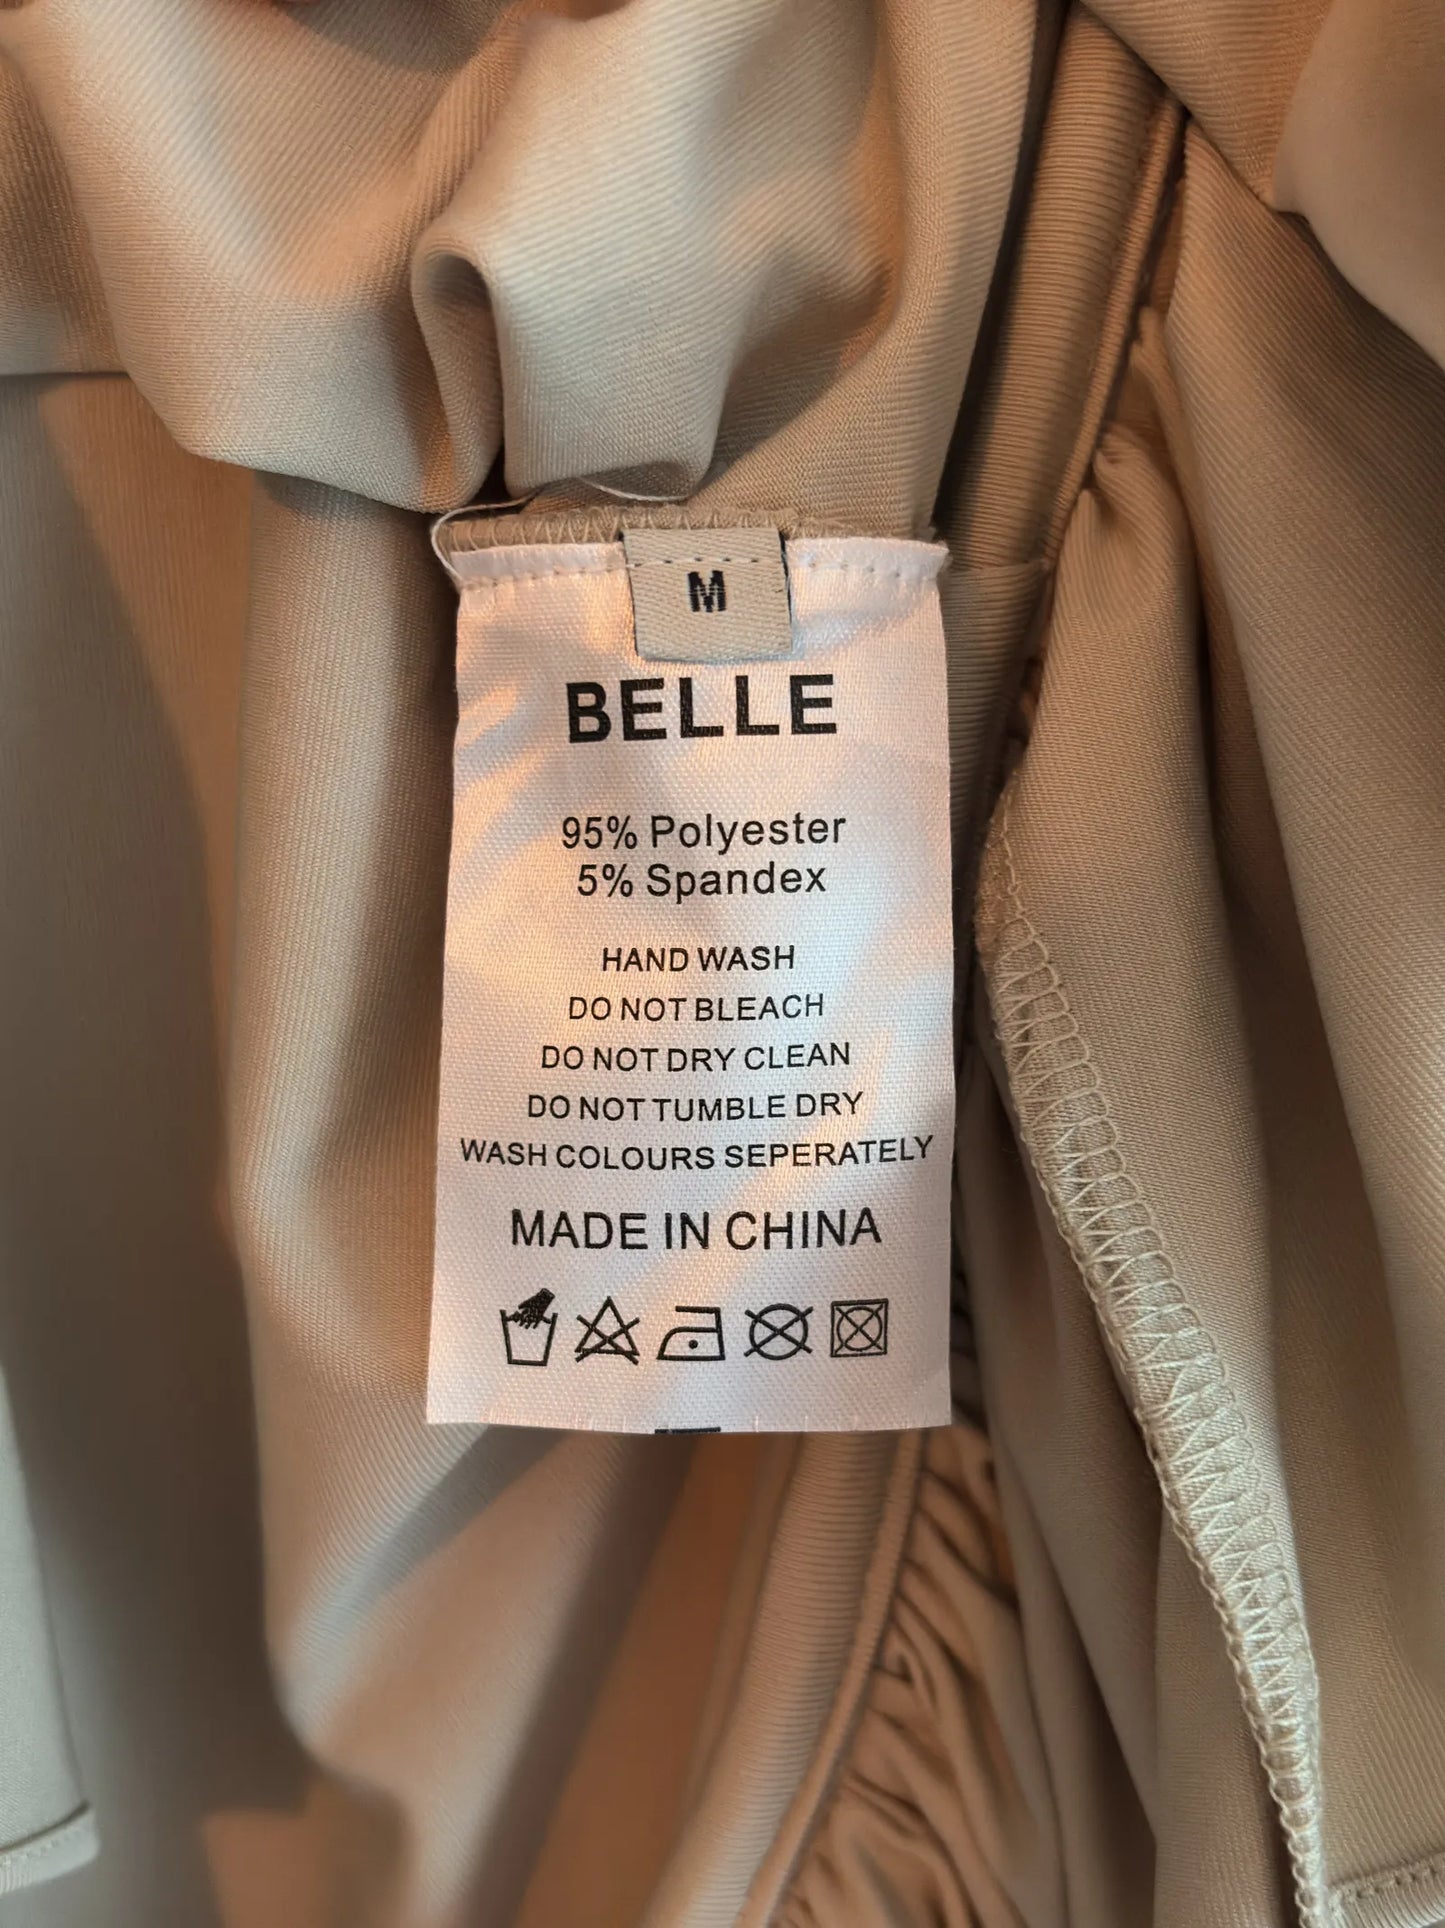 M
BELLE
95% Polyester
5% Spandex
HAND WASH
DO NOT BLEACH
DO NOT DRY CLEAN
DO NOT TUMBLE DRY
WASH COLOURS SEPERATELY
MADE IN CHINA